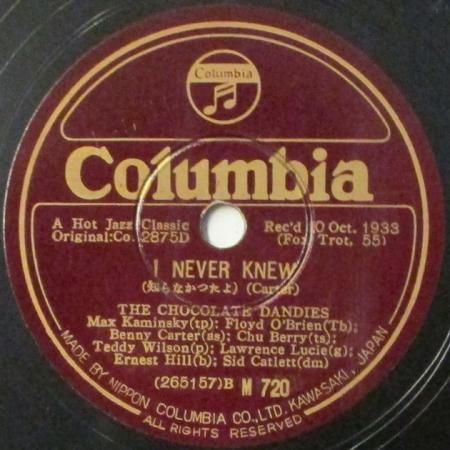 Columbia
Columbia
A Hot Jazz Classic
Original:Co. 2875D
Rec'd 10 Oct. 1933
(Fox Trot, 55)
I NEVER KNEW
(知らなかつたよ) (Carter)
THE CHOCOLATE DANDIES
Max Kaminsky(tp); Floyd O'Brien(Tb);
Benny Carter(as); Chu Berry(ts);
Teddy Wilson(p); Lawrence Lucie(g);
Ernest Hill(b); Sid Catlett(dm)
(265157)B M 720
MADE BY NIPPON COLUMBIA CO., LTD. KAWASAKI, JAPAN
ALL RIGHTS RESERVED